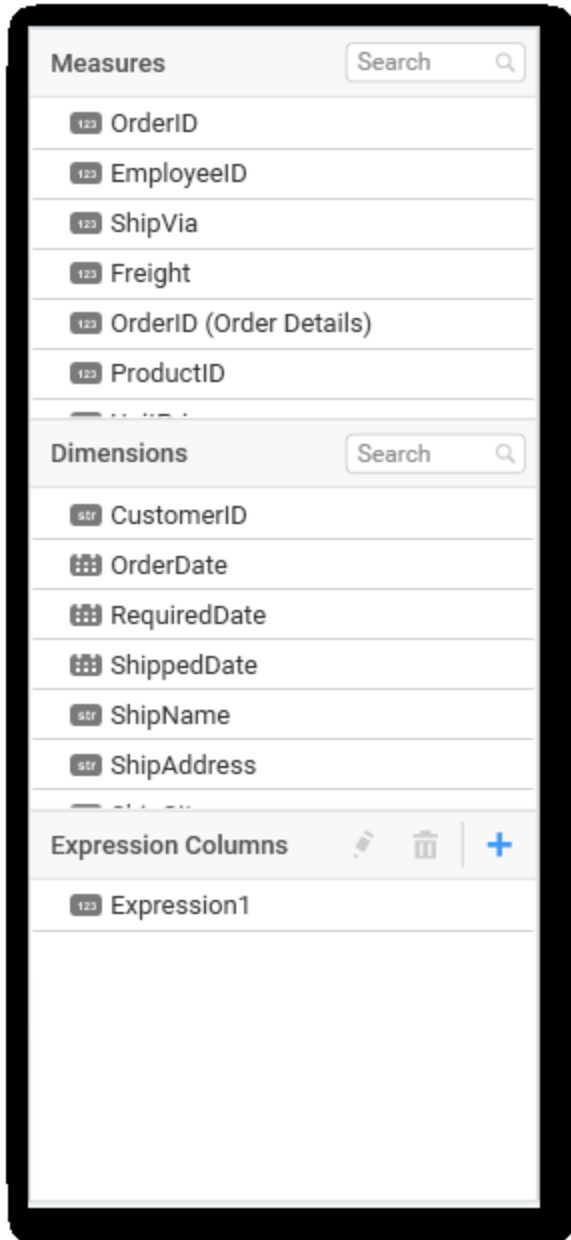 Measures Search
123 OrderID
123 EmployeeID
123 ShipVia
123 Freight
123 OrderID (Order Details)
123 ProductID
Dimensions Search
str CustomerID
OrderDate
RequiredDate
ShippedDate
str ShipName
str ShipAddress
Expression Columns
123 Expression1